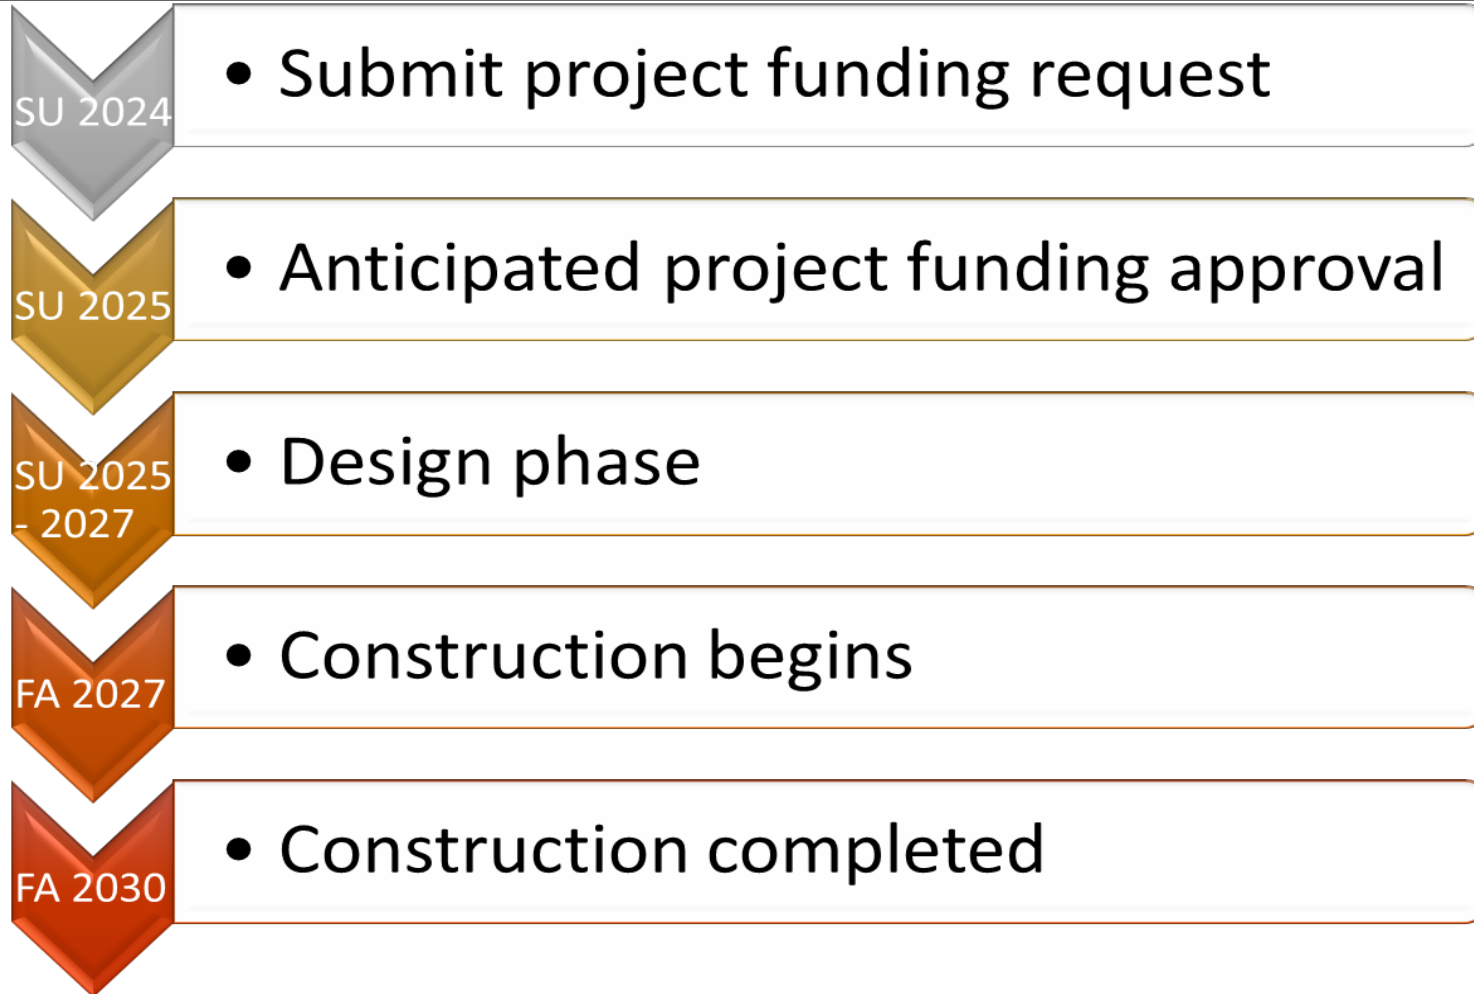 SU 2024
• Submit project funding request
SU 2025
• Anticipated project funding approval
SU 2025
- 2027
• Design phase
FA 2027
• Construction begins
FA 2030
• Construction completed